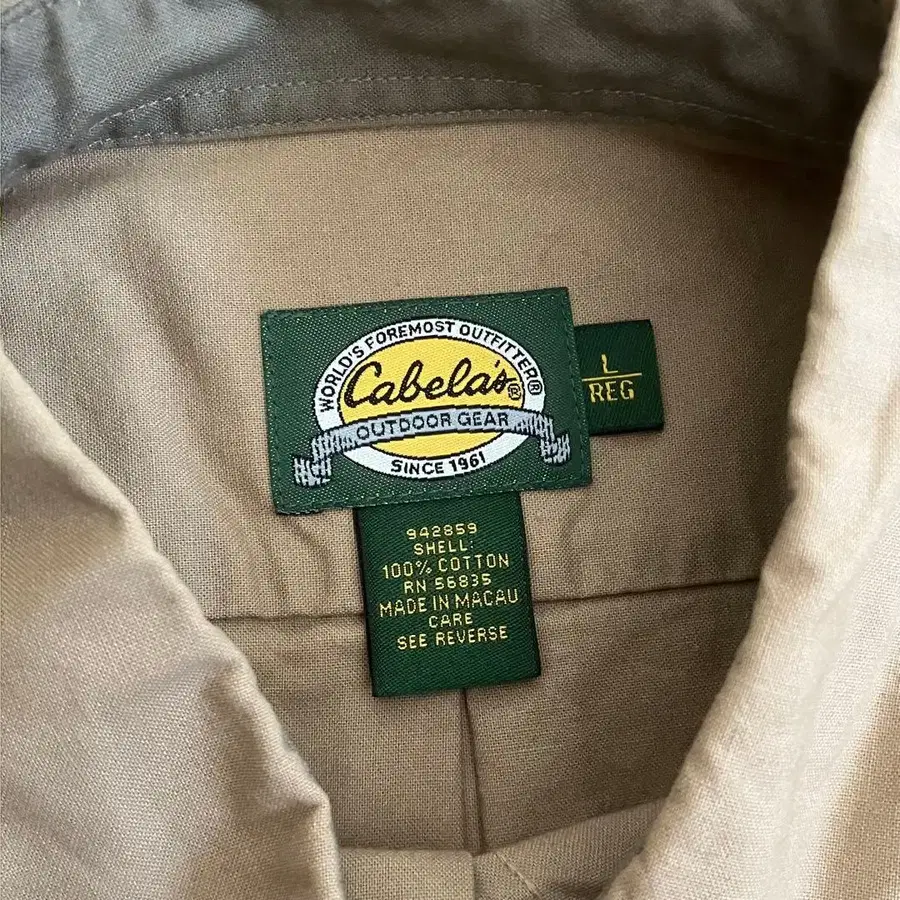 WORLD'S FOREMOST OUTFITTER®
Cabela's®
OUTDOOR GEAR
SINCE 1961
L
REG
942859
SHELL:
100% COTTON
RN 56835
MADE IN MACAU
CARE
SEE REVERSE